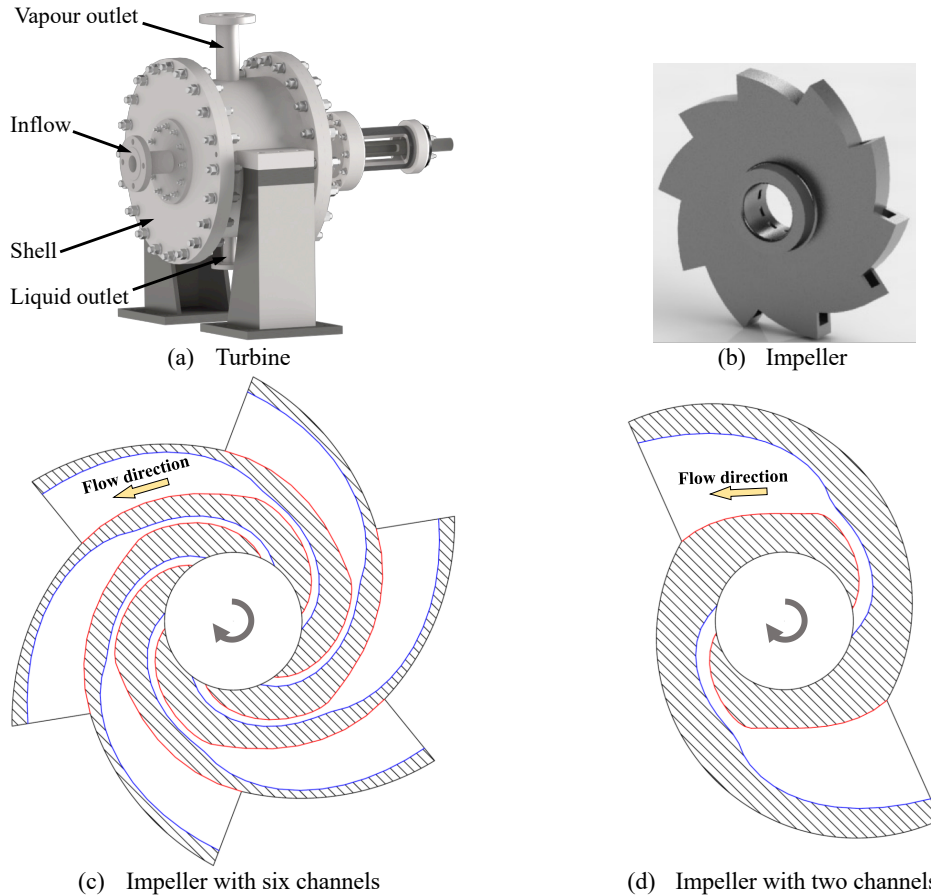 Vapour outlet
Inflow
Shell
Liquid outlet
(a) Turbine
(b) Impeller
Flow direction
Flow direction
(c) Impeller with six channels
(d) Impeller with two channels